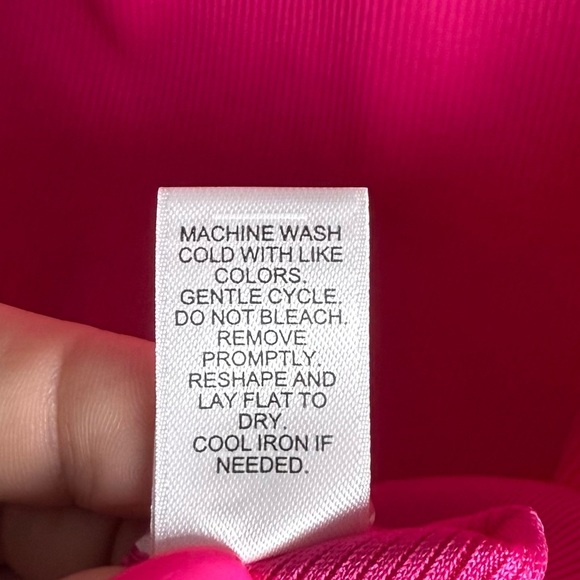 MACHINE WASH
COLD WITH LIKE
COLORS.
GENTLE CYCLE.
DO NOT BLEACH.
REMOVE
PROMPTLY.
RESHAPE AND
LAY FLAT TO
DRY.
COOL IRON IF
NEEDED.